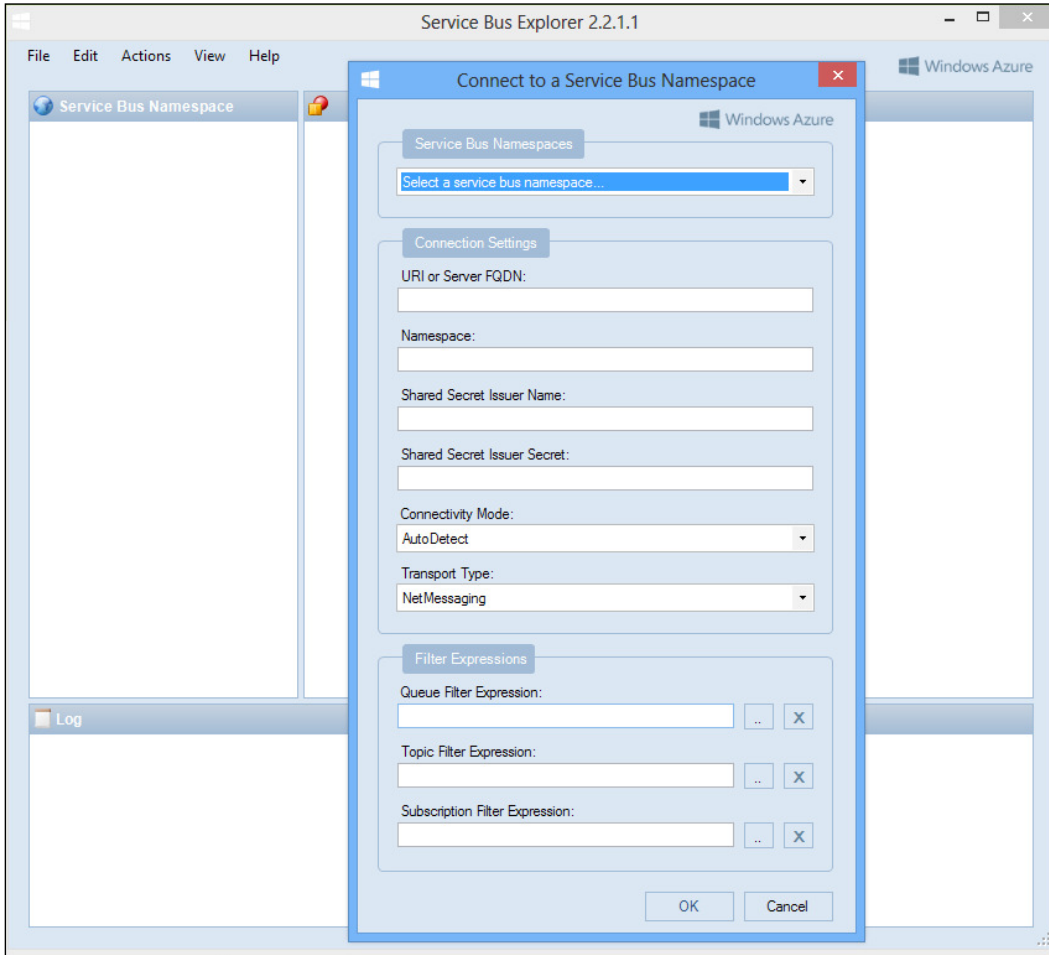 Service Bus Explorer 2.2.1.1
File Edit Actions View Help
Windows Azure
Service Bus Namespace
Connect to a Service Bus Namespace
Windows Azure
Service Bus Namespaces
Select a service bus namespace...
Connection Settings
URI or Server FQDN:
Namespace:
Shared Secret Issuer Name:
Shared Secret Issuer Secret:
Connectivity Mode:
AutoDetect
Transport Type:
NetMessaging
Filter Expressions
Queue Filter Expression:
.. X
Topic Filter Expression:
.. X
Subscription Filter Expression:
.. X
OK Cancel
Log